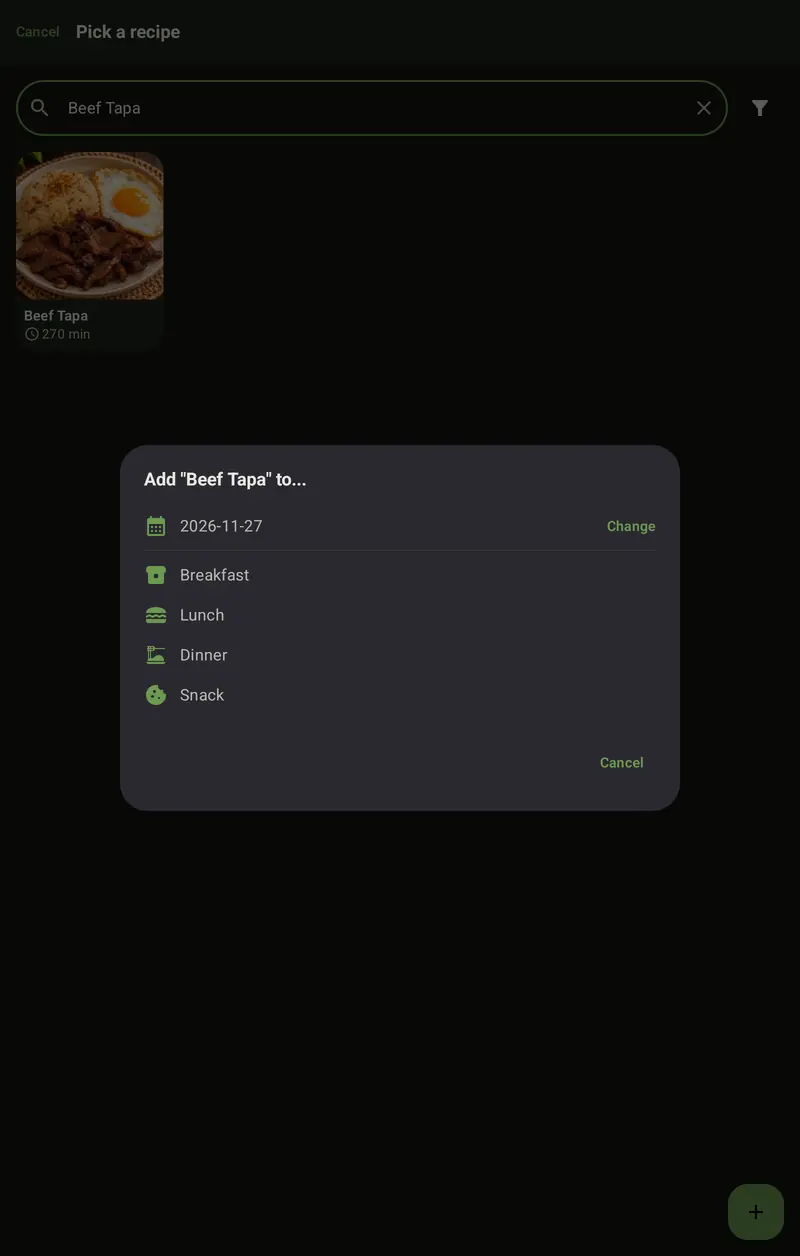 Cancel Pick a recipe
Beef Tapa
Beef Tapa
270 min
Add "Beef Tapa" to...
2026-11-27 Change
Breakfast
Lunch
Dinner
Snack
Cancel